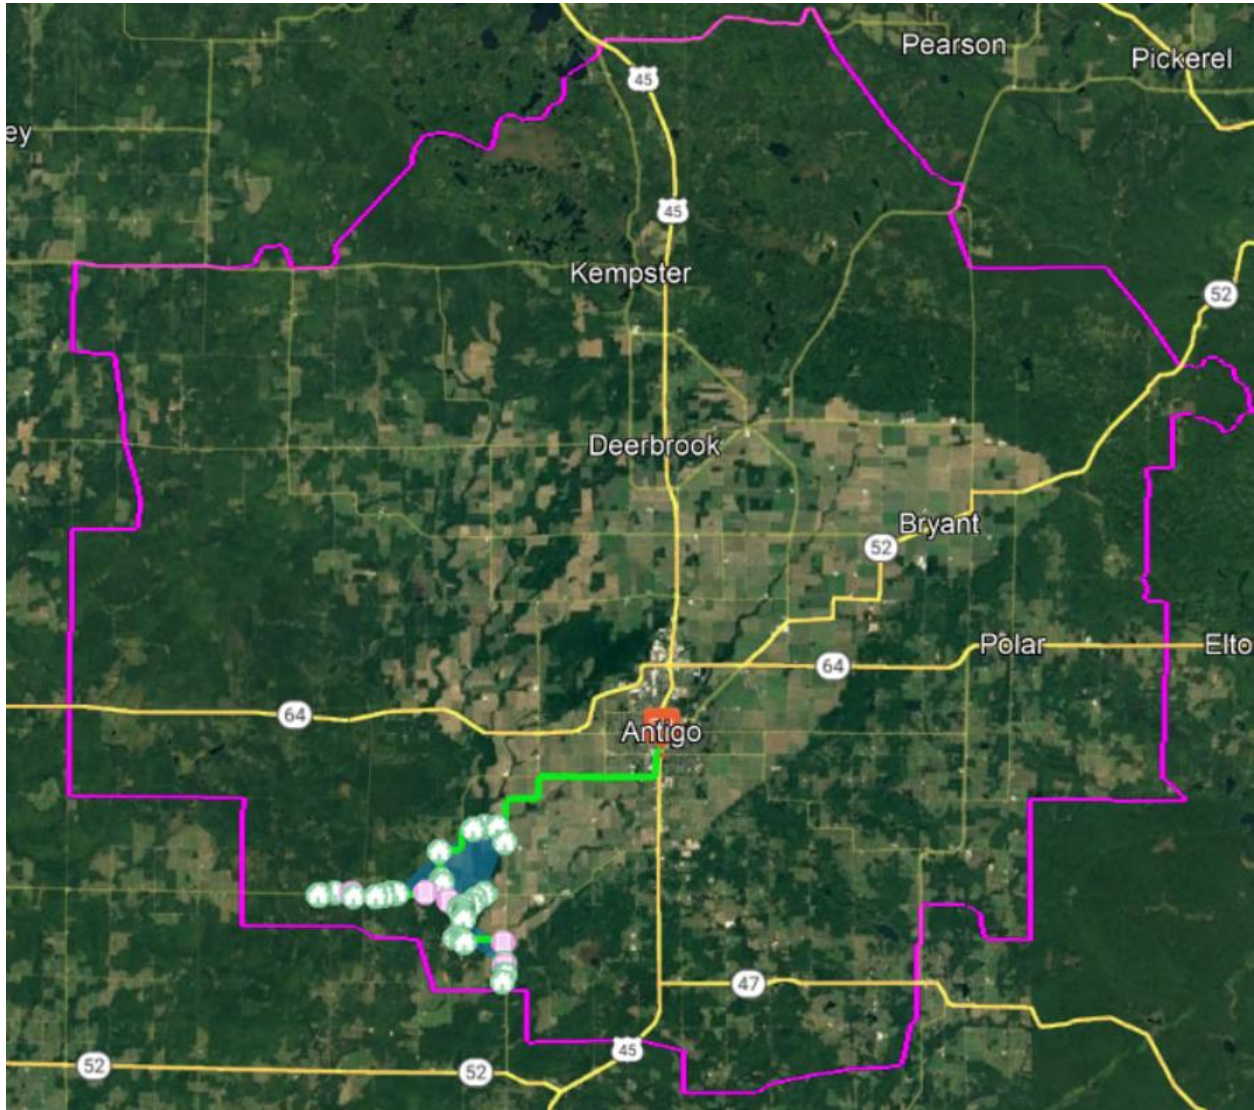 Pearson
Pickerel
45
ey
45
Kempster
52
Deerbrook
Bryant
52
Polar
Elto
64
64
Antigo
47
45
52
52